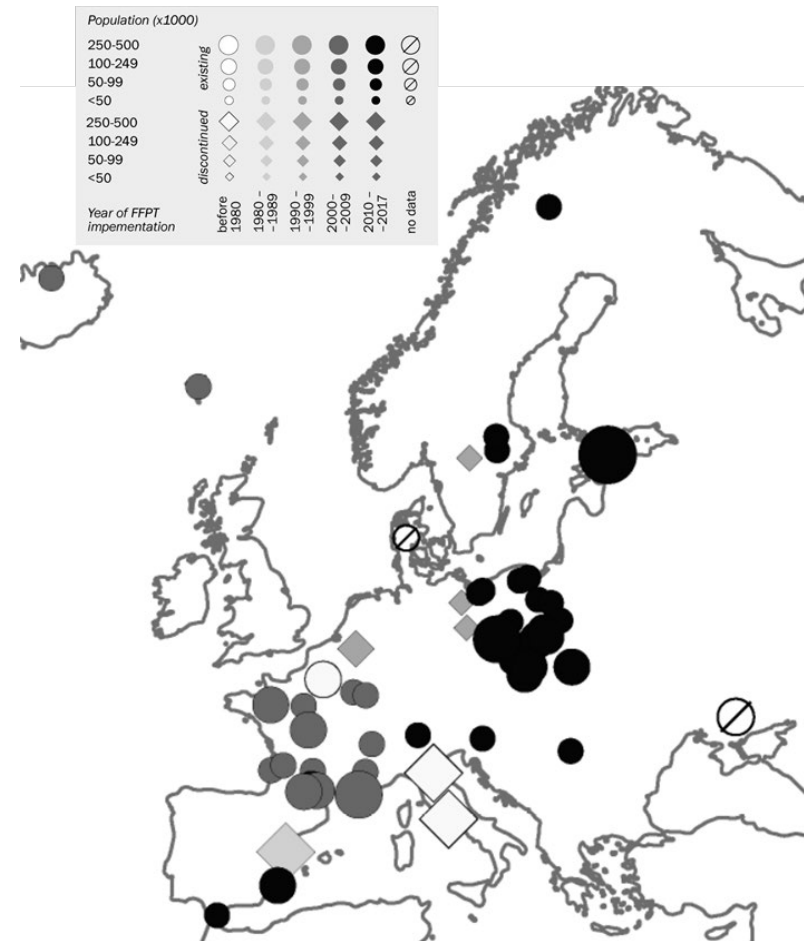 Population (x1000)
250-500
100-249
50-99
<50
existing
250-500
100-249
50-99
<50
discontinued
Year of FFPT
impementation
before
1980
1980 –
–1989
1990 –
–1999
2000 –
–2009
2010 –
–2017
no data